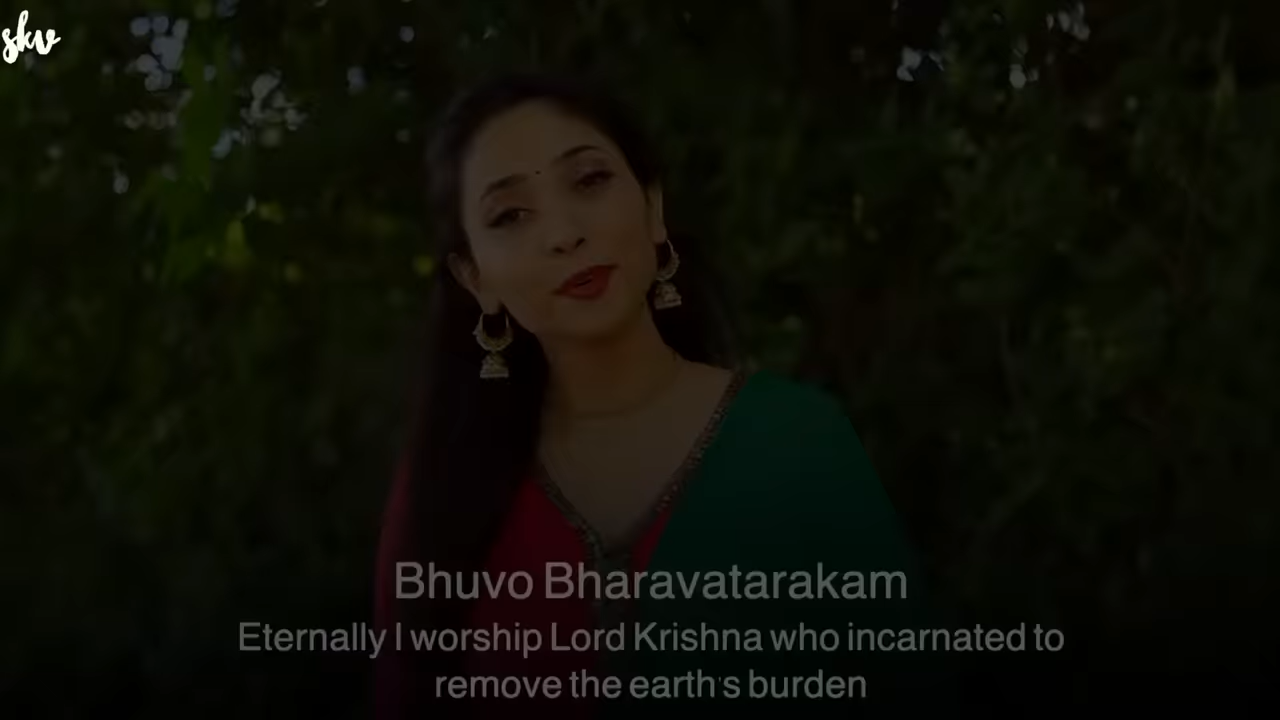 skv
Bhuvo Bharavatarakam
Eternally I worship Lord Krishna who incarnated to
remove the earth's burden